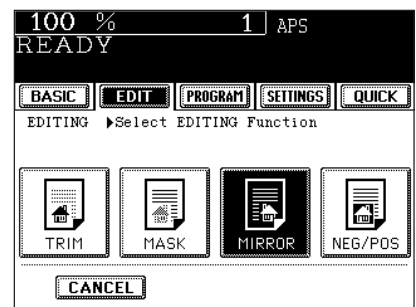 100 % 1 APS
READY
BASIC EDIT PROGRAM SETTINGS QUICK
EDITING ▶Select EDITING Function
TRIM MASK MIRROR NEG/POS
CANCEL